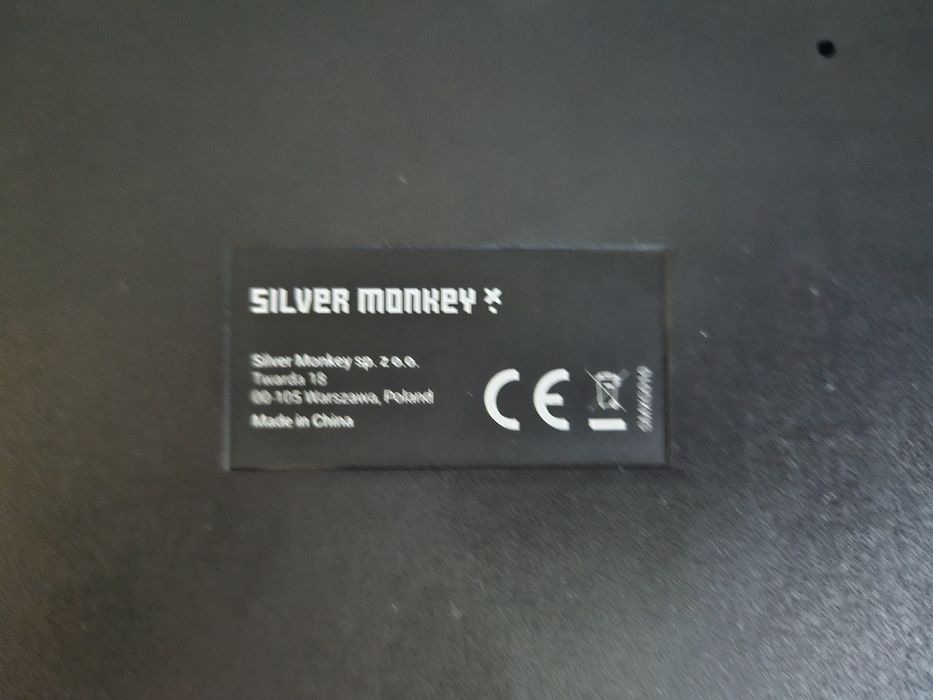 SILVER MONKEY X
Silver Monkey sp. z o.o.
Twarda 18
00-105 Warszawa, Poland
Made in China
CE